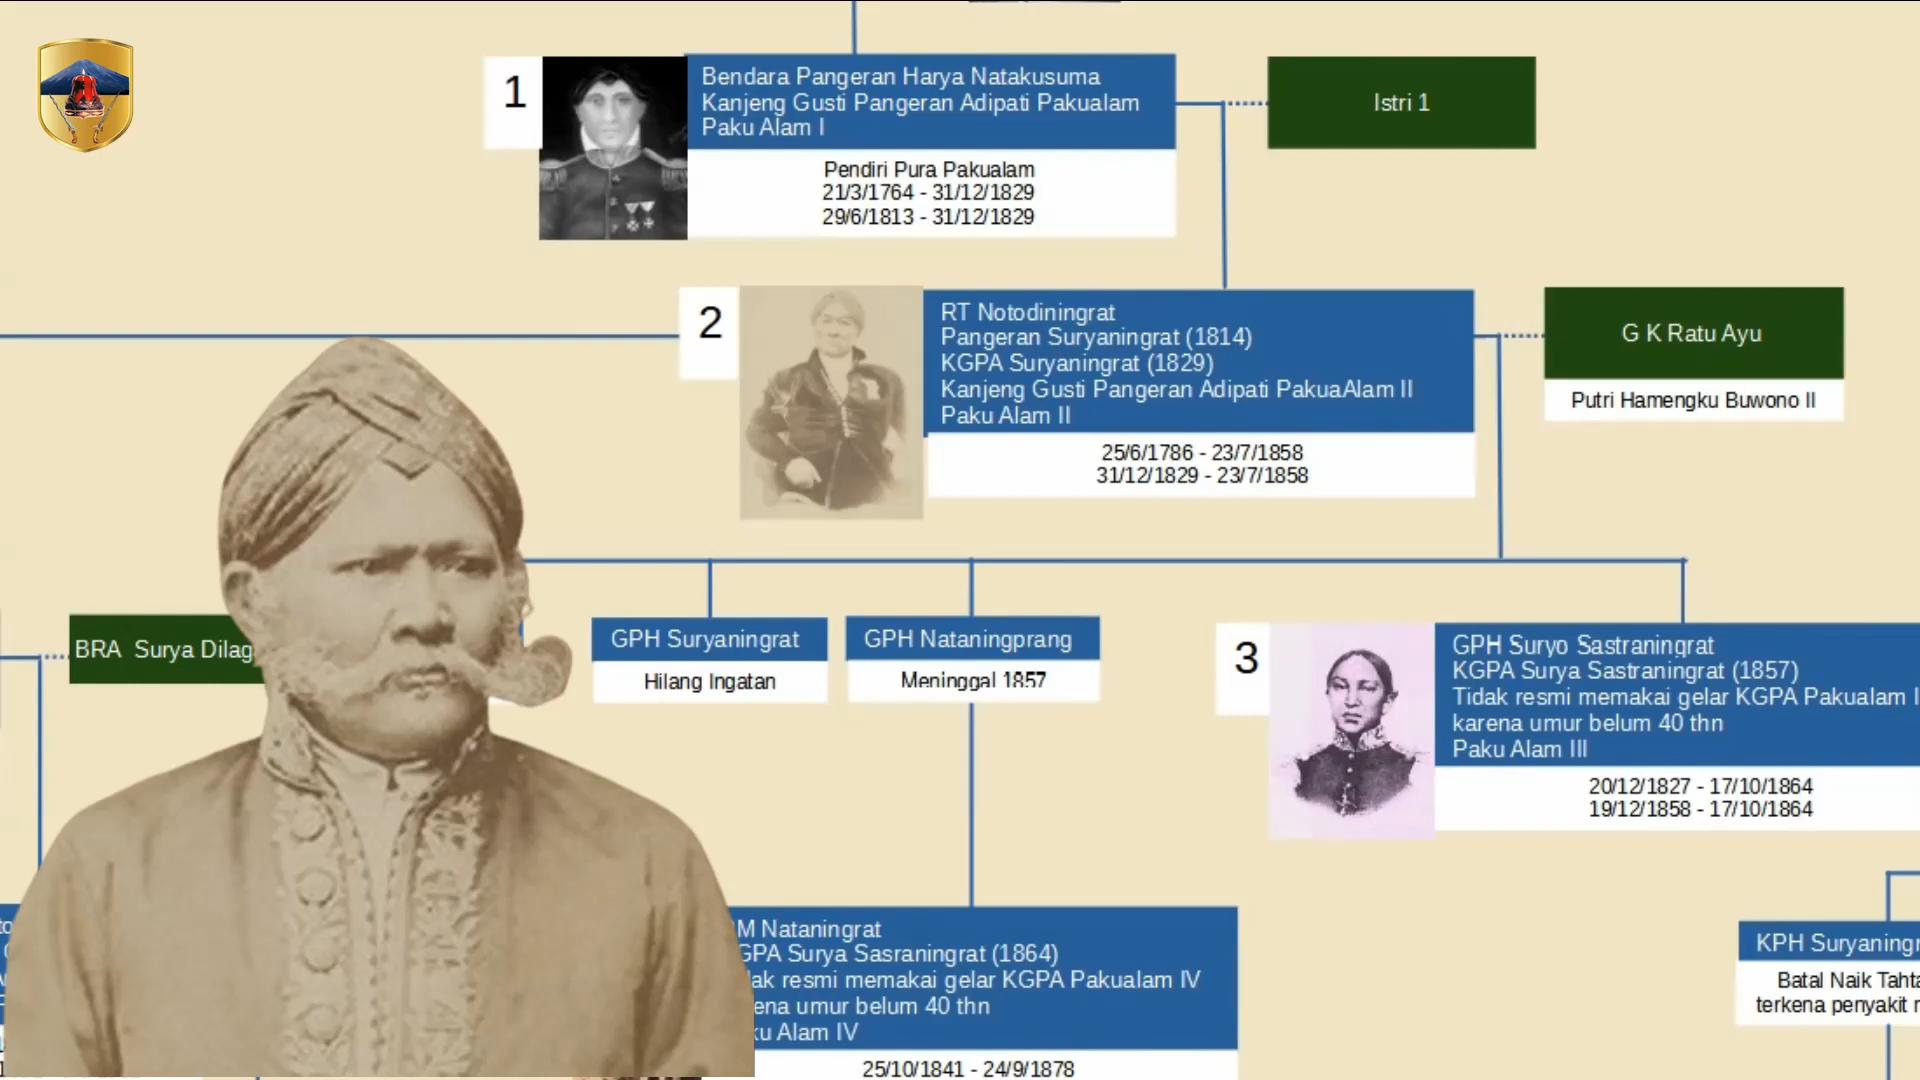 1
Bendara Pangeran Harya Natakusuma
Kanjeng Gusti Pangeran Adipati Pakualam
Paku Alam I
Pendiri Pura Pakualam
21/3/1764 - 31/12/1829
29/6/1813 - 31/12/1829
Istri 1
2
RT Notodiningrat
Pangeran Suryaningrat (1814)
KGPA Suryaningrat (1829)
Kanjeng Gusti Pangeran Adipati PakuaAlam II
Paku Alam II
25/6/1786 - 23/7/1858
31/12/1829 - 23/7/1858
G K Ratu Ayu
Putri Hamengku Buwono II
BRA Surya Dilag
GPH Suryaningrat
Hilang Ingatan
GPH Nataningprang
Meninggal 1857
3
GPH Suryo Sastraningrat
KGPA Surya Sastraningrat (1857)
Tidak resmi memakai gelar KGPA Pakualam I
karena umur belum 40 thn
Paku Alam III
20/12/1827 - 17/10/1864
19/12/1858 - 17/10/1864
M Nataningrat
GPA Surya Sasraningrat (1864)
dak resmi memakai gelar KGPA Pakualam IV
ena umur belum 40 thn
ku Alam IV
25/10/1841 - 24/9/1878
KPH Suryaningr
Batal Naik Tahta
terkena penyakit